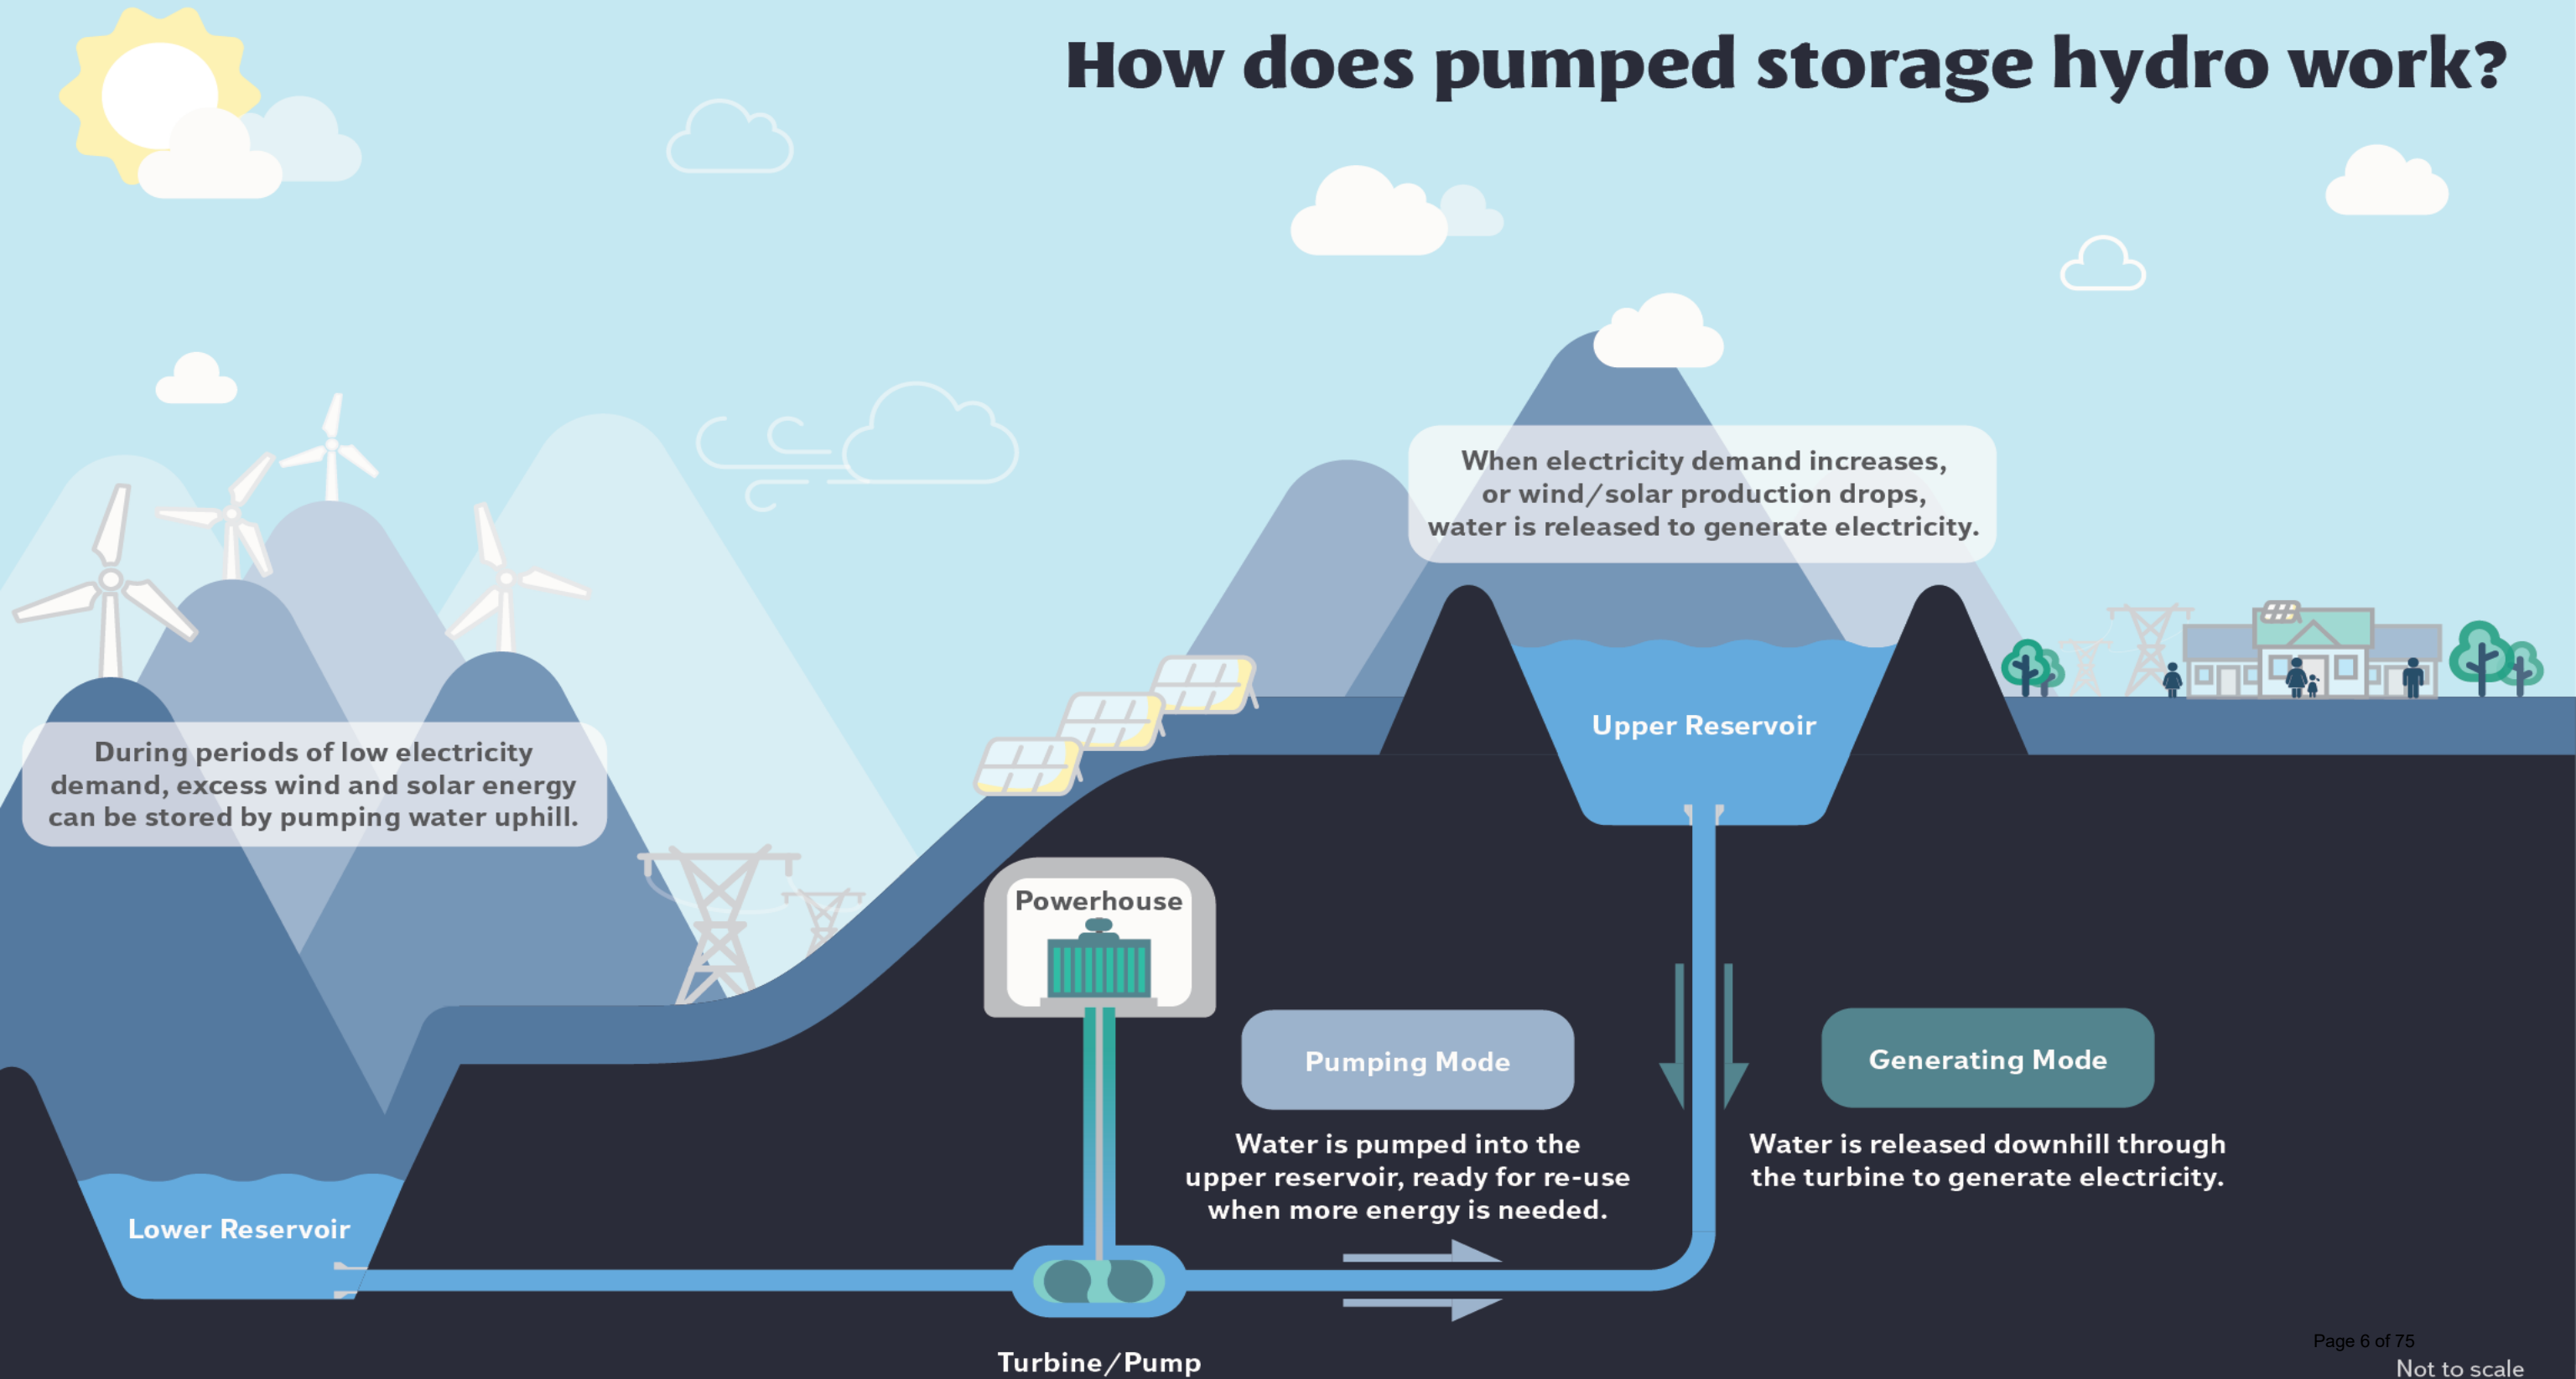 How does pumped storage hydro work?
When electricity demand increases,
or wind/solar production drops,
water is released to generate electricity.
During periods of low electricity
demand, excess wind and solar energy
can be stored by pumping water uphill.
Upper Reservoir
Powerhouse
Pumping Mode
Water is pumped into the
upper reservoir, ready for re-use
when more energy is needed.
Generating Mode
Water is released downhill through
the turbine to generate electricity.
Lower Reservoir
Turbine/Pump
Page 6 of 75
Not to scale